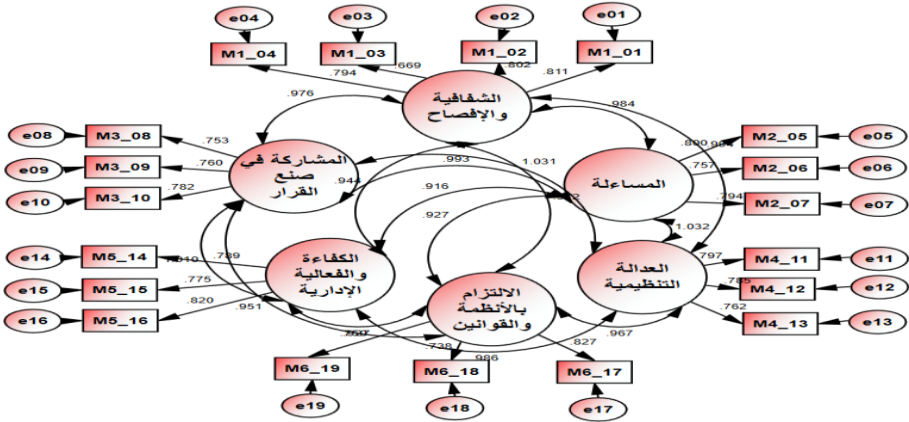 e04
e03
e02
e01
M1_04
M1_03
M1_02
M1_01
.794
.669
.802
.811
الشفافية
والإفصاح
.976
.984
e08
M3_08
.753
e09
M3_09
.760
e10
M3_10
.782
المشاركة في
صنع
القرار
.944
.993
1.031
.916
.927
المساءلة
M2_05
e05
.757
M2_06
e06
.794
M2_07
e07
1.032
e14
M5_14
.789
e15
M5_15
.775
e16
M5_16
.820
.951
الكفاءة
والفعالية
الإدارية
الالتزام
بالأنظمة
والقوانين
العدالة
التنظيمية
.797
M4_11
e11
.785
M4_12
e12
.762
M4_13
e13
.967
.827
.738
.986
M6_19
M6_18
M6_17
e19
e18
e17